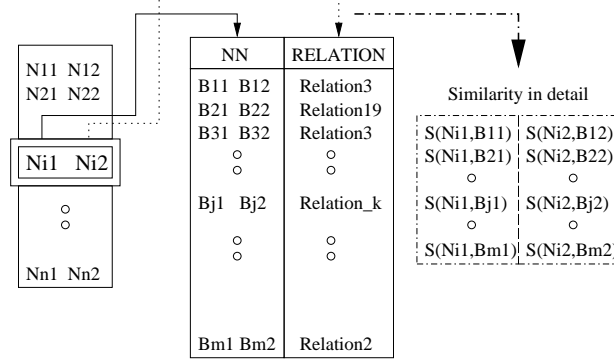 N11 N12
N21 N22
Ni1 Ni2
Nn1 Nn2
NN RELATION
B11 B12 Relation3
B21 B22 Relation19
B31 B32 Relation3
Bj1 Bj2 Relation_k
Bm1 Bm2 Relation2
Similarity in detail
S(Ni1,B11) S(Ni2,B12)
S(Ni1,B21) S(Ni2,B22)
S(Ni1,Bj1) S(Ni2,Bj2)
S(Ni1,Bm1) S(Ni2,Bm2)